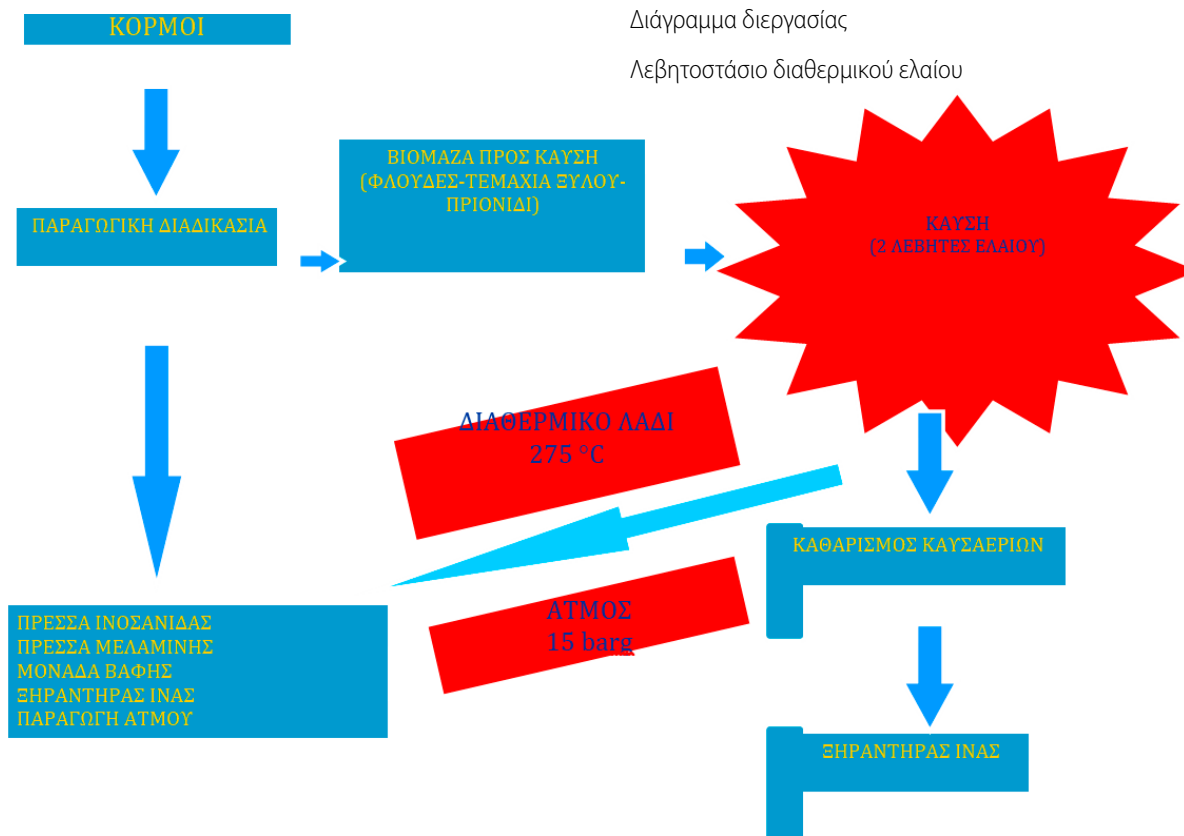 ΚΟΡΜΟΙ
Διάγραμμα διεργασίας
Λεβητοστάσιο διαθερμικού ελαίου
ΠΑΡΑΓΩΓΙΚΗ ΔΙΑΔΙΚΑΣΙΑ
ΒΙΟΜΑΖΑ ΠΡΟΣ ΚΑΥΣΗ
(ΦΛΟΥΔΕΣ-ΤΕΜΑΧΙΑ ΞΥΛΟΥ-
ΠΡΙΟΝΙΔΙ)
ΚΑΥΣΗ
(2 ΛΕΒΗΤΕΣ ΕΛΑΙΟΥ)
ΔΙΑΘΕΡΜΙΚΟ ΛΑΔΙ
275 °C
ΚΑΘΑΡΙΣΜΟΣ ΚΑΥΣΑΕΡΙΩΝ
ΑΤΜΟΣ
15 barg
ΠΡΕΣΣΑ ΙΝΟΣΑΝΙΔΑΣ
ΠΡΕΣΣΑ ΜΕΛΑΜΙΝΗΣ
ΜΟΝΑΔΑ ΒΑΦΗΣ
ΞΗΡΑΝΤΗΡΑΣ ΙΝΑΣ
ΠΑΡΑΓΩΓΗ ΑΤΜΟΥ
ΞΗΡΑΝΤΗΡΑΣ ΙΝΑΣ